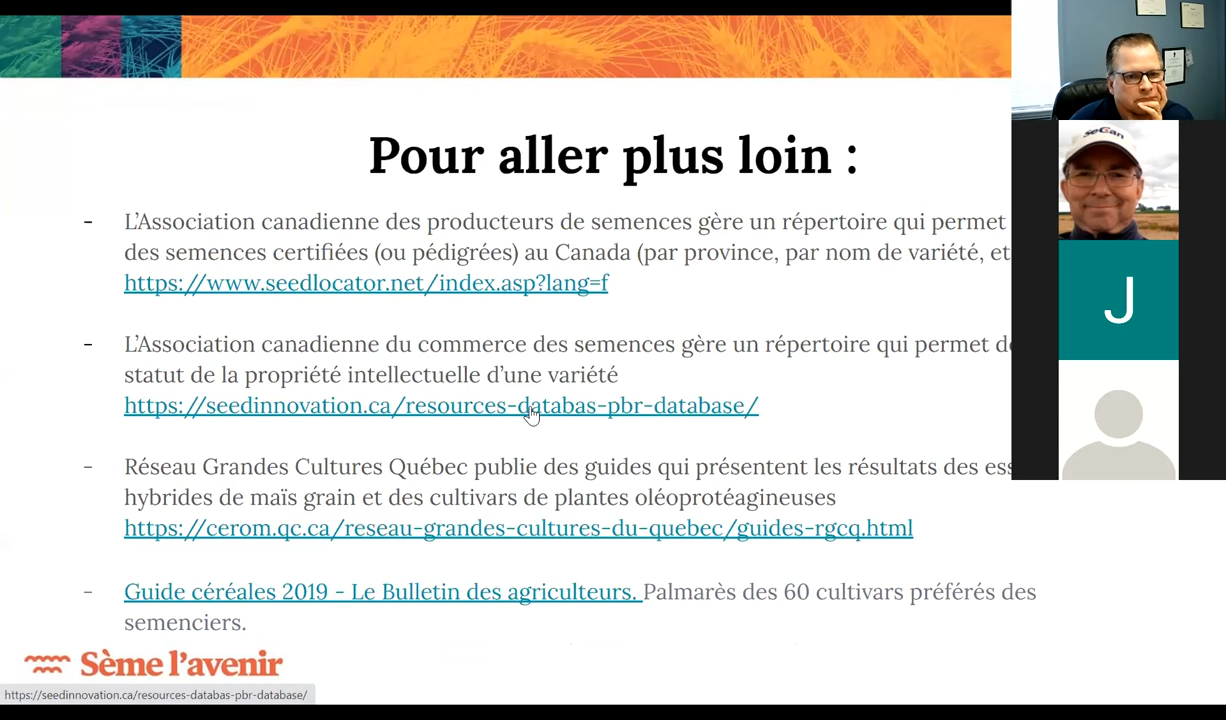 Pour aller plus loin :
- L’Association canadienne des producteurs de semences gère un répertoire qui permet
des semences certifiées (ou pédigrées) au Canada (par province, par nom de variété,
https://www.seedlocator.net/index.asp?lang=f
- L’Association canadienne du commerce des semences gère un répertoire qui permet
statut de la propriété intellectuelle d’une variété
https://seedinnovation.ca/resources-databas-pbr-database/
- Réseau Grandes Cultures Québec publie des guides qui présentent les résultats des
hybrides de maïs grain et des cultivars de plantes oléoprotéagineuses
https://cerom.qc.ca/reseau-grandes-cultures-du-quebec/guides-rgcq.html
- Guide céréales 2019 - Le Bulletin des agriculteurs. Palmarès des 60 cultivars préférés des
semenciers.
Sème l’avenir
https://seedinnovation.ca/resources-databas-pbr-database/
SeCan
J